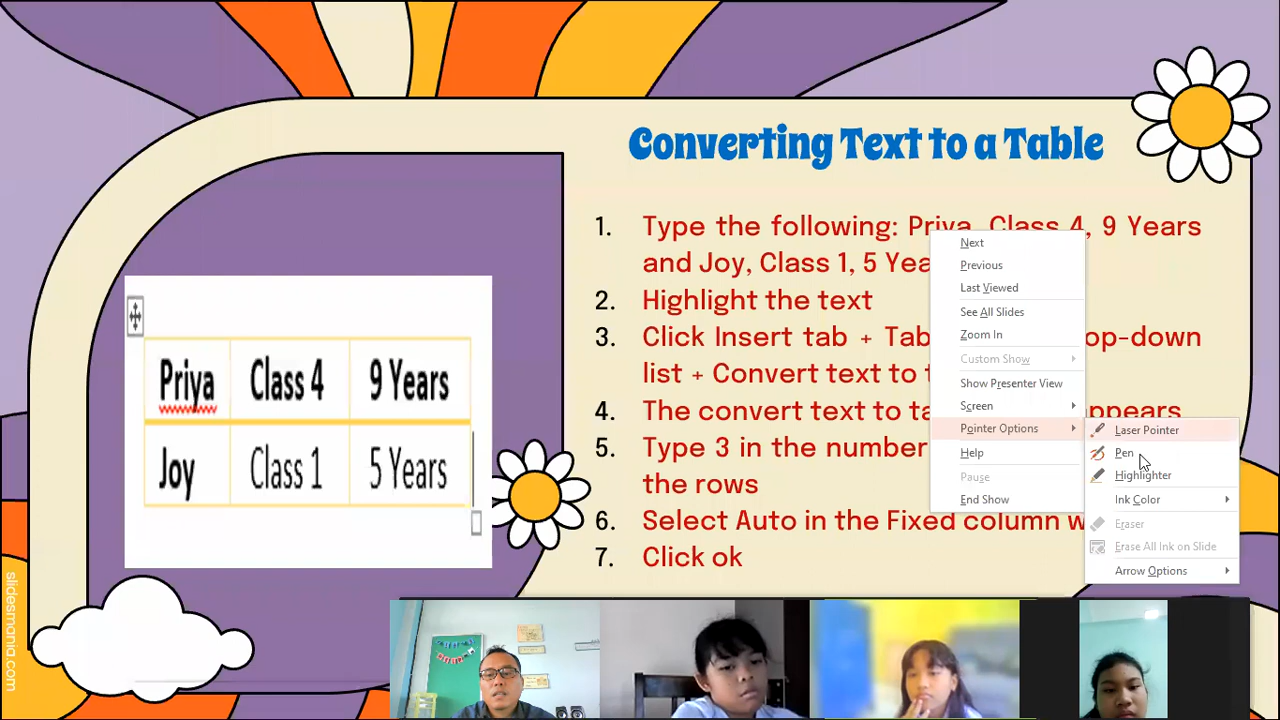 Converting Text to a Table
1. Type the following: Priya, Class 4, 9 Years
and Joy, Class 1, 5 Yea
2. Highlight the text
3. Click Insert tab + Tab op-down
list + Convert text to t
4. The convert text to ta appears
5. Type 3 in the number
the rows
6. Select Auto in the Fixed column w
7. Click ok
Priya Class 4 9 Years
Joy Class 1 5 Years
Next
Previous
Last Viewed
See All Slides
Zoom In
Custom Show
Show Presenter View
Screen
Pointer Options
Help
Pause
End Show
Laser Pointer
Pen
Highlighter
Ink Color
Eraser
Erase All Ink on Slide
Arrow Options
slidesmania.com